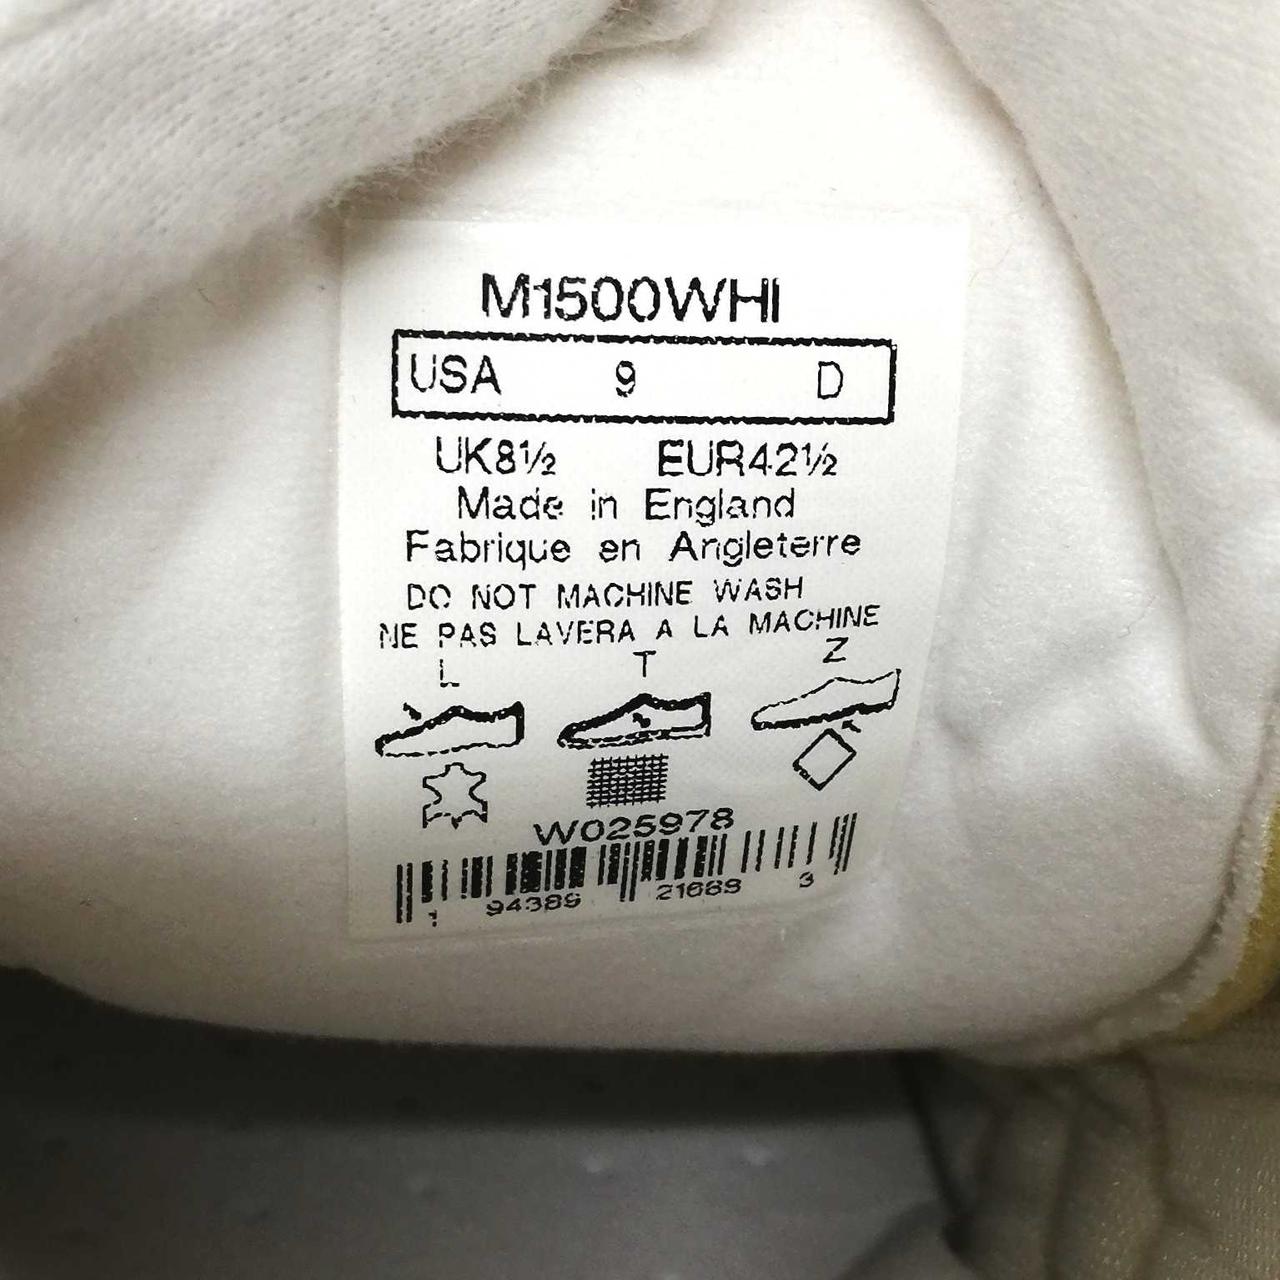 M1500WHI
USA 9 D
UK8½ EUR42½
Made in England
Fabrique en Angleterre
DO NOT MACHINE WASH
NE PAS LAVERA A LA MACHINE
L T Z
W025978
1 94389 21689 3